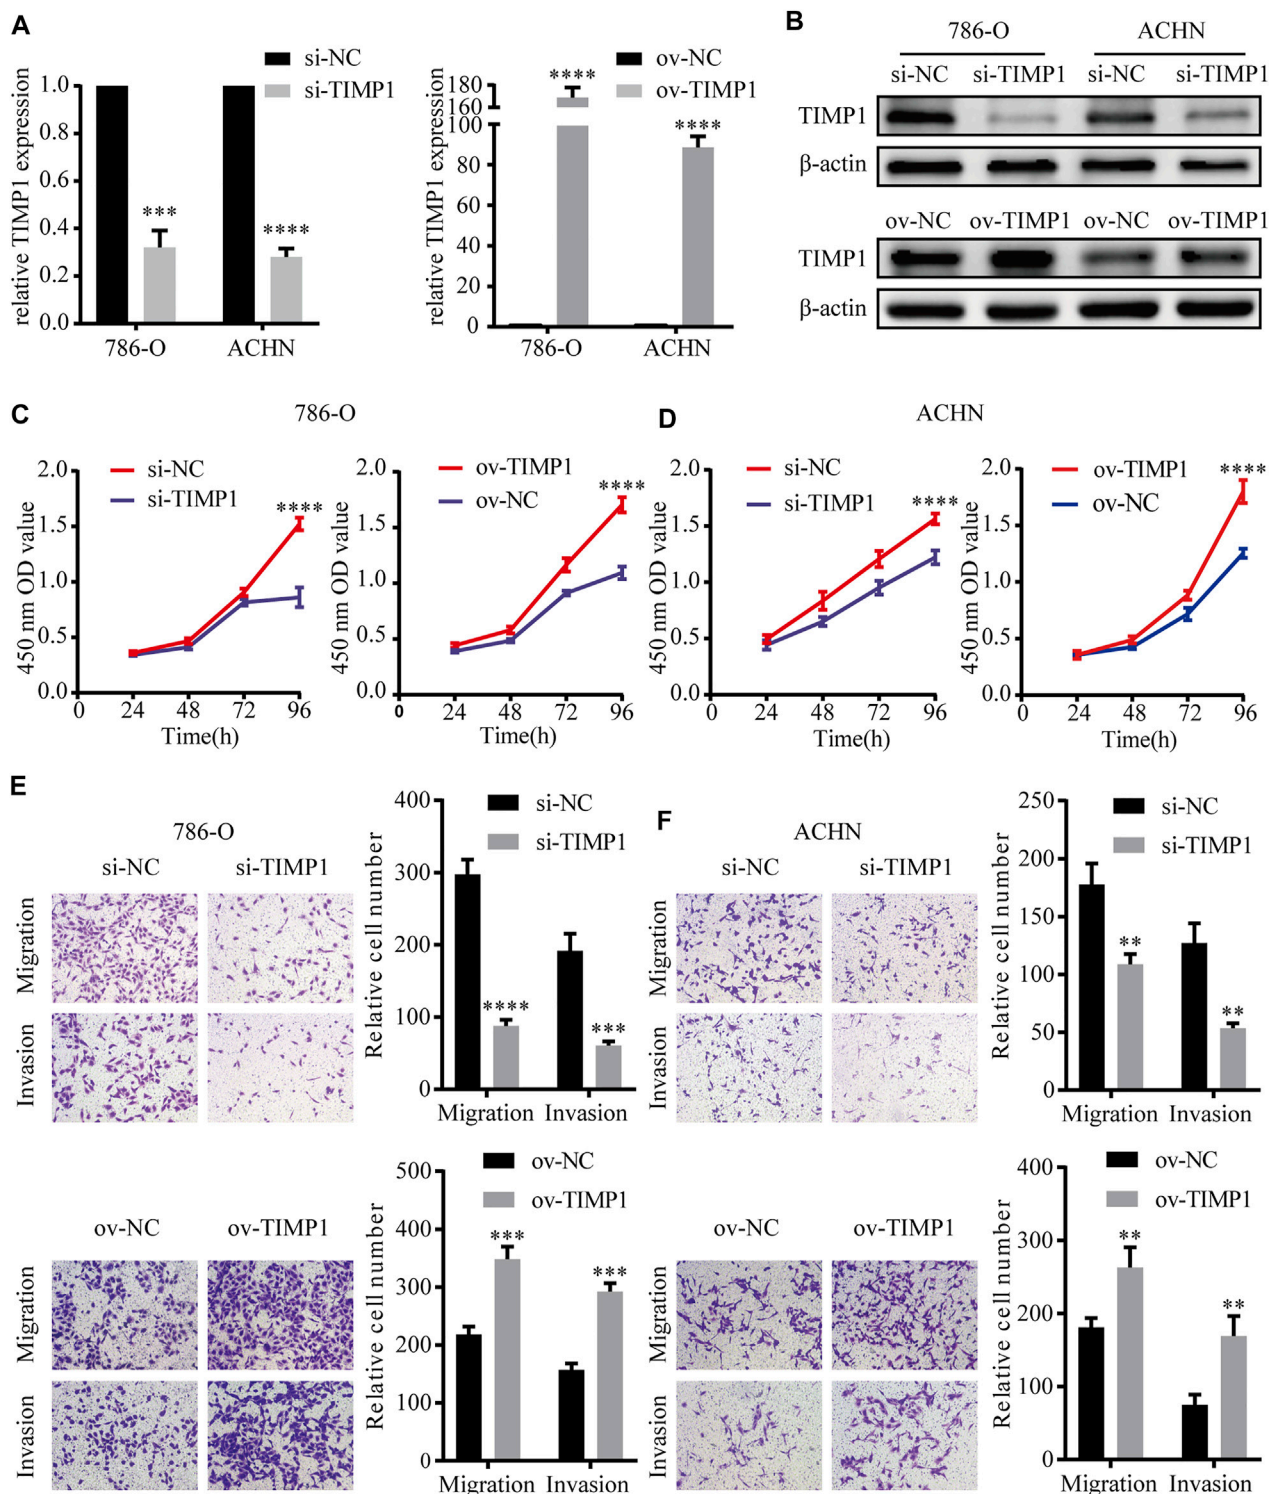 A
si-NC
si-TIMP1
relative TIMP1 expression
1.0
0.8
0.6
0.4
0.2
0.0
***
****
786-O
ACHN
ov-NC
ov-TIMP1
relative TIMP1 expression
180
160
100
80
60
40
20
0
****
****
786-O
ACHN
B
786-O
ACHN
si-NC si-TIMP1 si-NC si-TIMP1
TIMP1
β-actin
ov-NC ov-TIMP1 ov-NC ov-TIMP1
TIMP1
β-actin
C
786-O
si-NC
si-TIMP1
450 nm OD value
2.0
1.5
1.0
0.5
0.0
****
0 24 48 72 96
Time(h)
ov-TIMP1
ov-NC
450 nm OD value
2.0
1.5
1.0
0.5
0.0
****
0 24 48 72 96
Time(h)
D
ACHN
si-NC
si-TIMP1
450 nm OD value
2.0
1.5
1.0
0.5
0.0
****
0 24 48 72 96
Time(h)
ov-TIMP1
ov-NC
450 nm OD value
2.0
1.5
1.0
0.5
0.0
****
0 24 48 72 96
Time(h)
E
786-O
si-NC si-TIMP1
Migration
Invasion
si-NC
si-TIMP1
Relative cell number
400
300
200
100
0
****
***
Migration Invasion
ov-NC ov-TIMP1
Migration
Invasion
ov-NC
ov-TIMP1
Relative cell number
500
400
300
200
100
0
***
***
Migration Invasion
F
ACHN
si-NC si-TIMP1
Migration
Invasion
si-NC
si-TIMP1
Relative cell number
250
200
150
100
50
0
**
**
Migration Invasion
ov-NC ov-TIMP1
Migration
Invasion
ov-NC
ov-TIMP1
Relative cell number
400
300
200
100
0
**
**
Migration Invasion